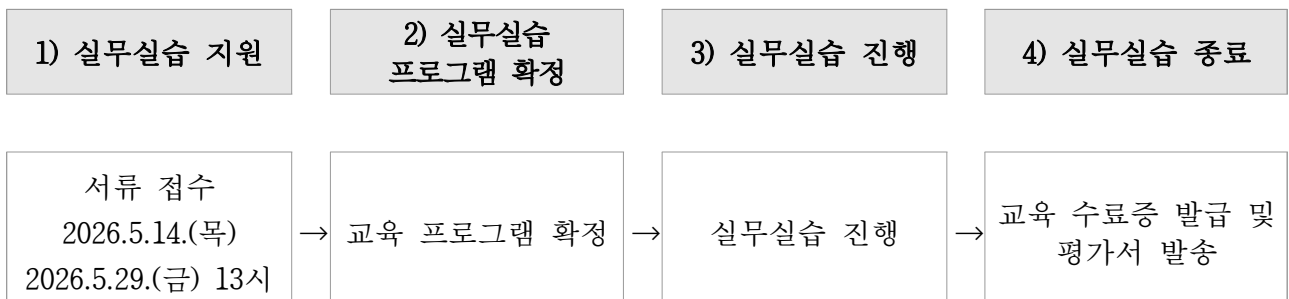 1) 실무실습 지원
2) 실무실습
프로그램 확정
3) 실무실습 진행
4) 실무실습 종료
서류 접수
2026.5.14.(목)
2026.5.29.(금) 13시
→
교육 프로그램 확정
→
실무실습 진행
→
교육 수료증 발급 및
평가서 발송